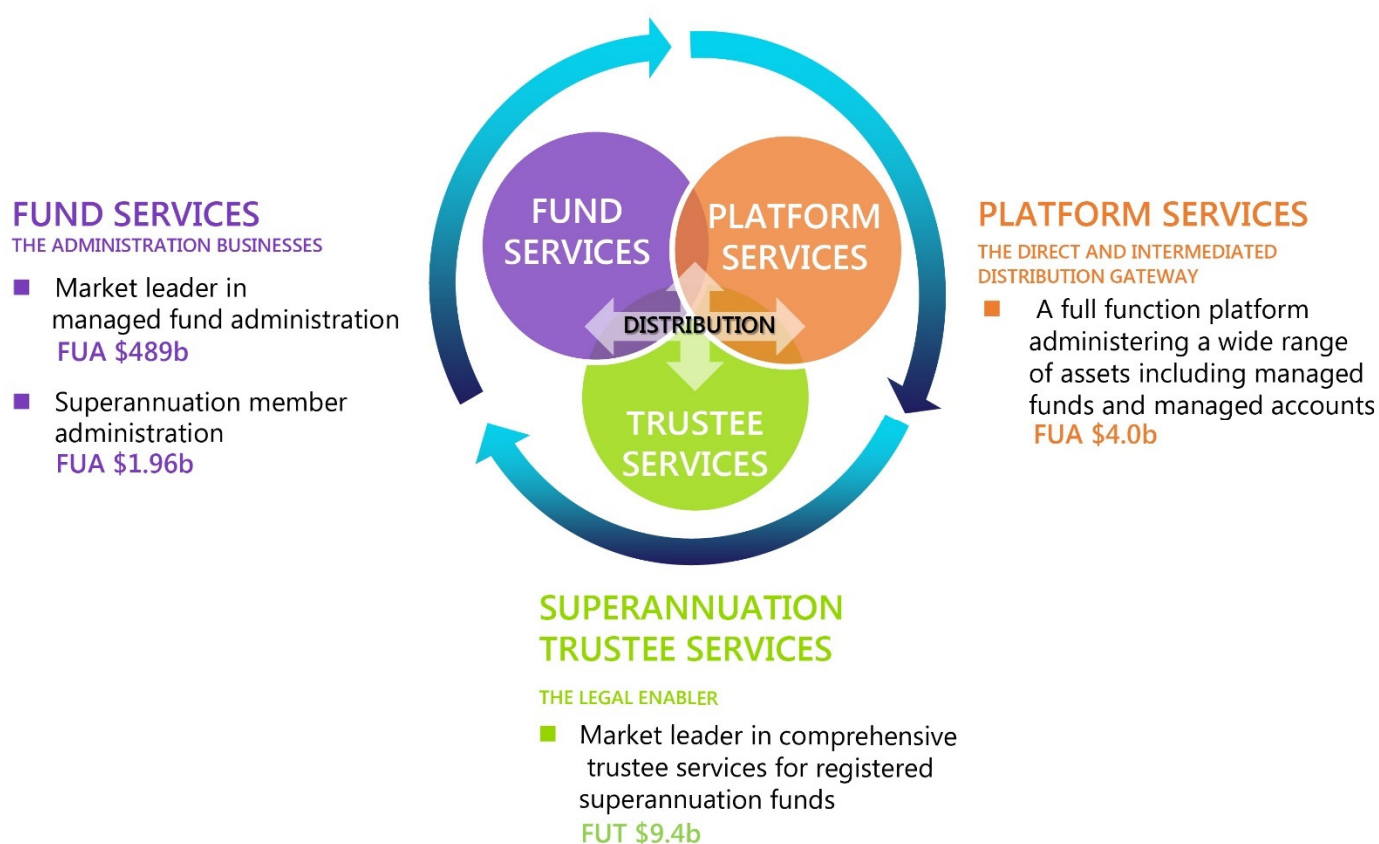 FUND SERVICES
THE ADMINISTRATION BUSINESSES
Market leader in
managed fund administration
FUA $489b
Superannuation member
administration
FUA $1.96b
FUND
SERVICES
PLATFORM
SERVICES
DISTRIBUTION
TRUSTEE
SERVICES
PLATFORM SERVICES
THE DIRECT AND INTERMEDIATED
DISTRIBUTION GATEWAY
A full function platform
administering a wide range
of assets including managed
funds and managed accounts
FUA $4.0b
SUPERANNUATION
TRUSTEE SERVICES
THE LEGAL ENABLER
Market leader in comprehensive
trustee services for registered
superannuation funds
FUT $9.4b